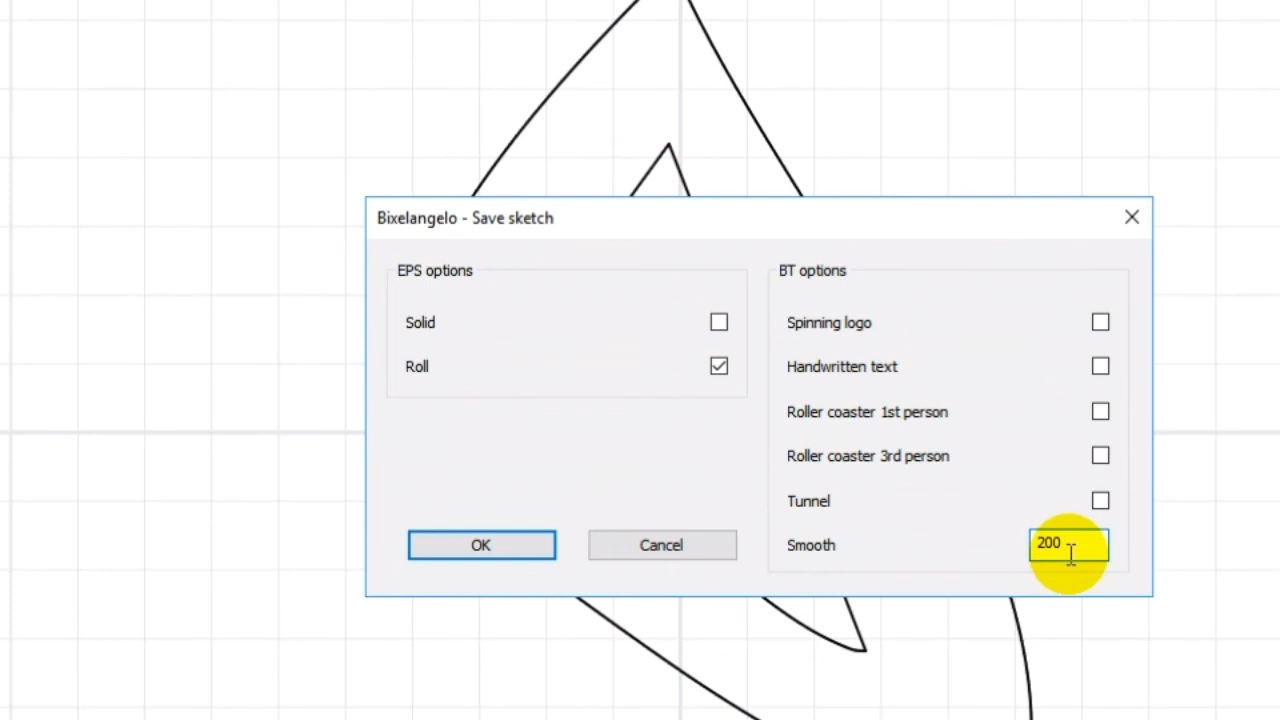 Bixelangelo - Save sketch
EPS options
Solid
Roll
OK
Cancel
BT options
Spinning logo
Handwritten text
Roller coaster 1st person
Roller coaster 3rd person
Tunnel
Smooth
200